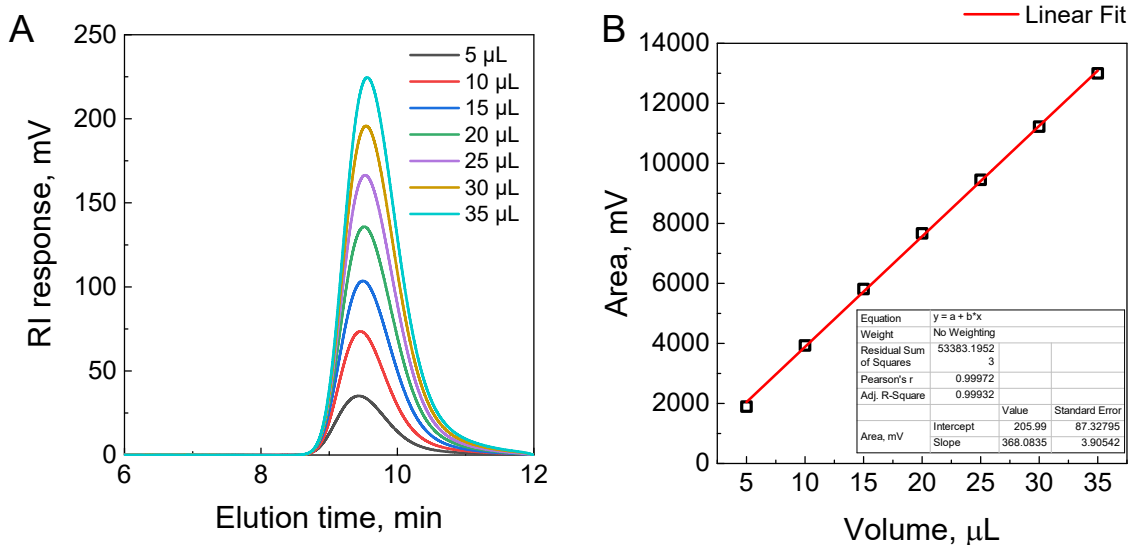 A
RI response, mV
250
200
150
100
50
0
6
8
10
12
Elution time, min
5 µL
10 µL
15 µL
20 µL
25 µL
30 µL
35 µL
B
Linear Fit
Area, mV
14000
12000
10000
8000
6000
4000
2000
0
5
10
15
20
25
30
35
Volume, µL
Equation y = a + b*x
Weight No Weighting
Residual Sum of Squares 53383.19523
Pearson's r 0.99972
Adj. R-Square 0.99932
Value Standard Error
Area, mV Intercept 205.99 87.32795
Slope 368.0835 3.90542